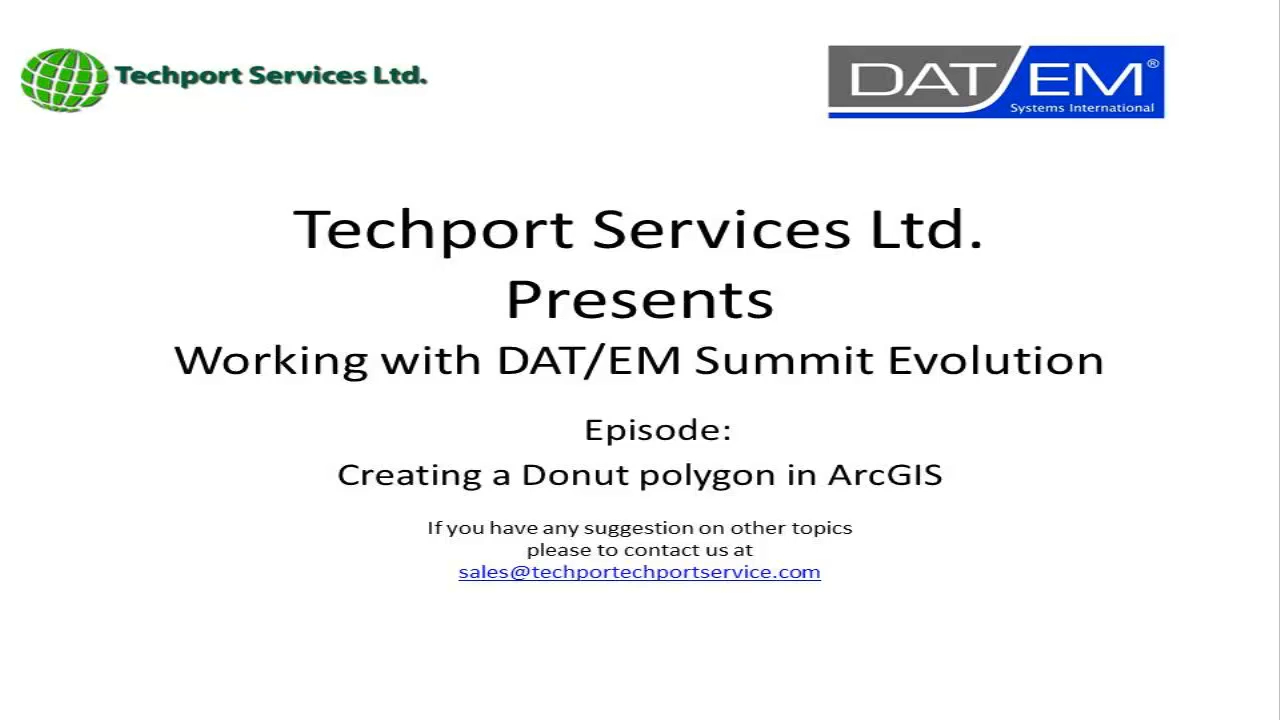 Techport Services Ltd.
DAT/EM®
Systems International
Techport Services Ltd.
Presents
Working with DAT/EM Summit Evolution
Episode:
Creating a Donut polygon in ArcGIS
If you have any suggestion on other topics
please to contact us at
sales@techportechportservice.com